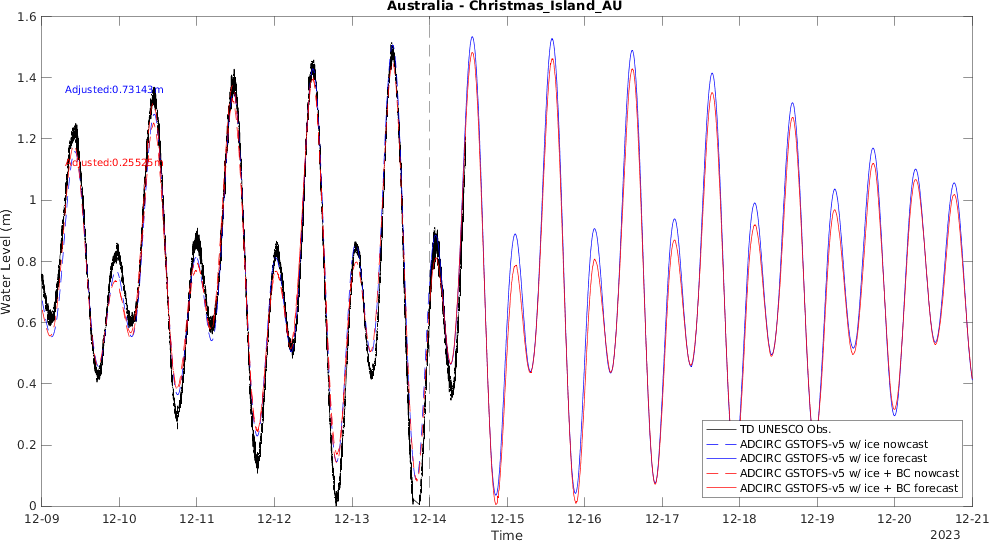 Australia - Christmas_Island_AU
1.6
1.4
1.2
1
0.8
0.6
0.4
0.2
0
Water Level (m)
Adjusted:0.73143m
Adjusted:0.25525m
TD UNESCO Obs.
ADCIRC GSTOFS-v5 w/ ice nowcast
ADCIRC GSTOFS-v5 w/ ice forecast
ADCIRC GSTOFS-v5 w/ ice + BC nowcast
ADCIRC GSTOFS-v5 w/ ice + BC forecast
12-09 12-10 12-11 12-12 12-13 12-14 12-15 12-16 12-17 12-18 12-19 12-20 12-21
Time
2023